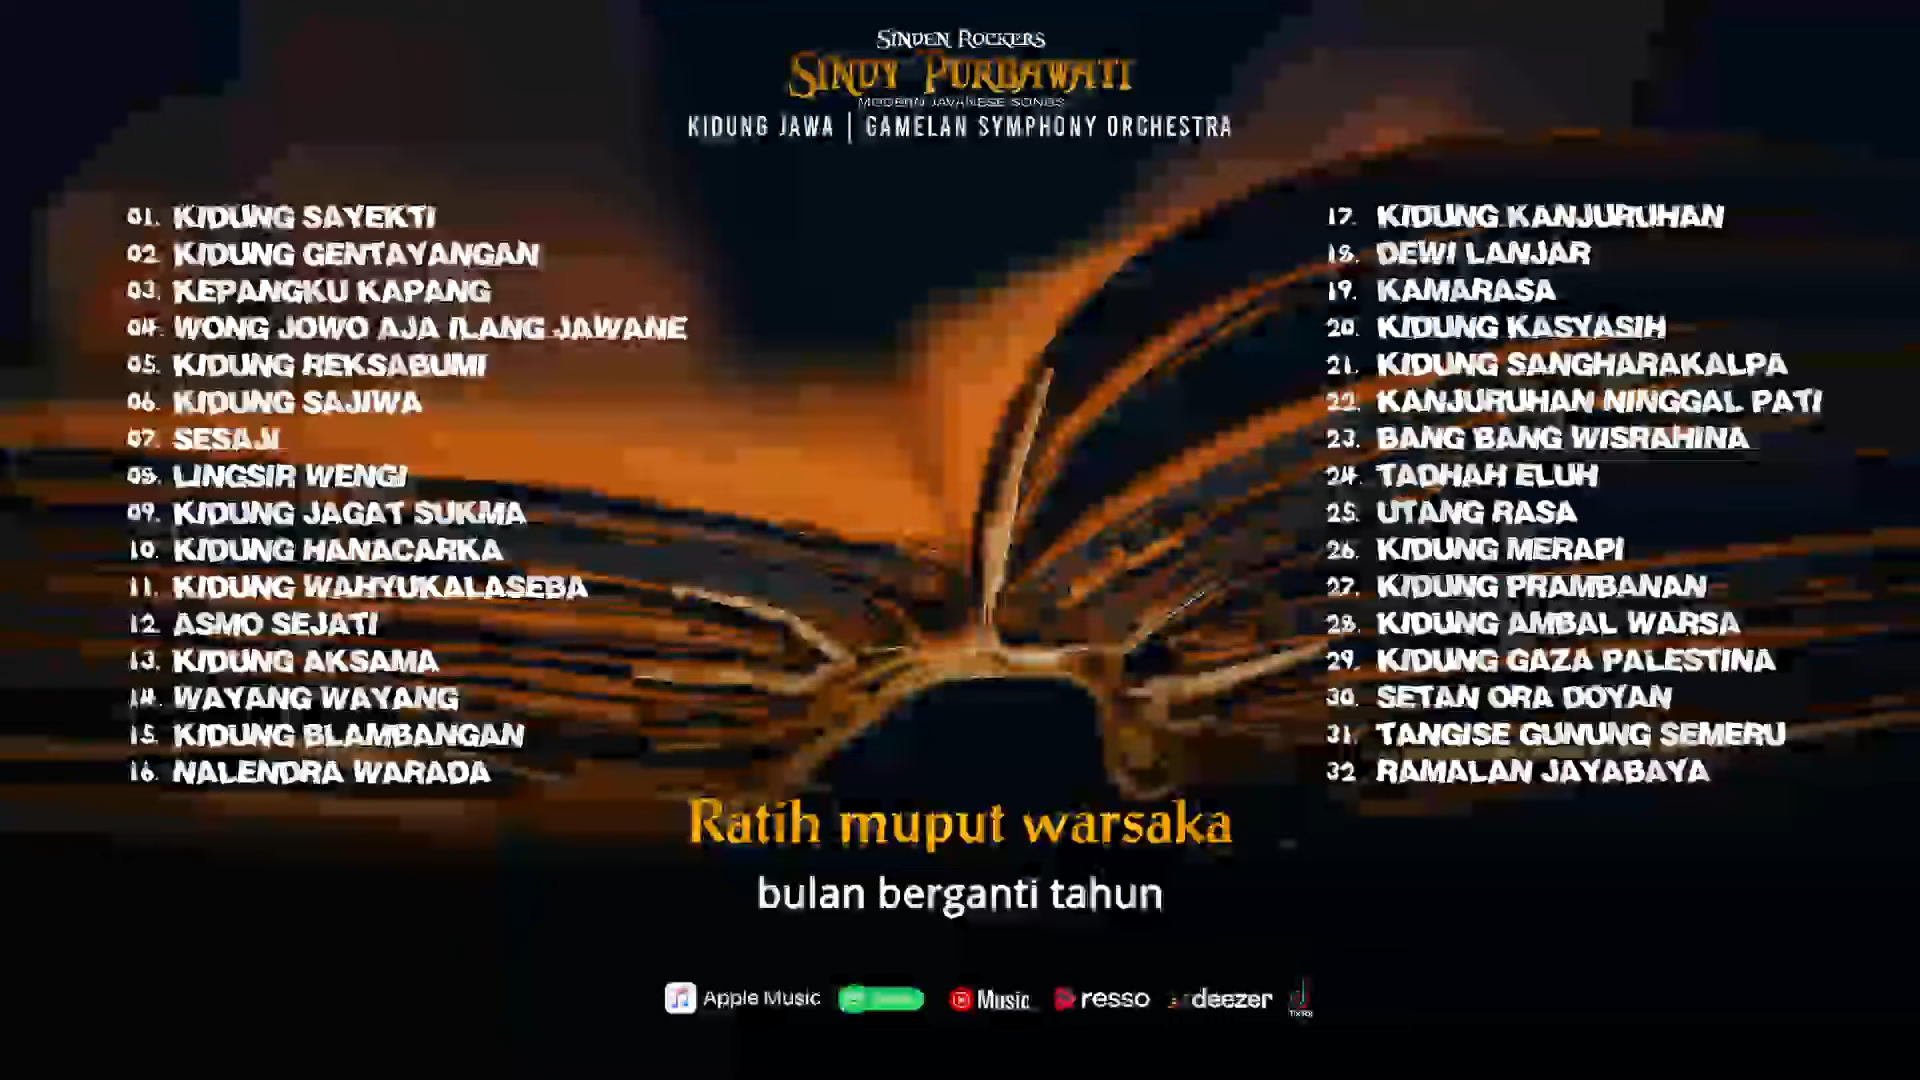 SINDEN ROCKERS
SINDY PURBAWATI
MODERN JAVANESE SONGS
KIDUNG JAWA | GAMELAN SYMPHONY ORCHESTRA
01. KIDUNG SAYEKTI
02. KIDUNG GENTAYANGAN
03. KEPANGKU KAPANG
04. WONG JOWO AJA ILANG JAWANE
05. KIDUNG REKSABUMI
06. KIDUNG SAJIWA
07. SESAJI
08. LINGSIR WENGI
09. KIDUNG JAGAT SUKMA
10. KIDUNG HANACARKA
11. KIDUNG WAHYUKALASEBA
12. ASMO SEJATI
13. KIDUNG AKSAMA
14. WAYANG WAYANG
15. KIDUNG BLAMBANGAN
16. NALENDRA WARADA
17. KIDUNG KANJURUHAN
18. DEWI LANJAR
19. KAMARASA
20. KIDUNG KASYASIH
21. KIDUNG SANGHARAKALPA
22. KANJURUHAN NINGGAL PATI
23. BANG BANG WISRAHINA
24. TADHAH ELUH
25. UTANG RASA
26. KIDUNG MERAPI
27. KIDUNG PRAMBANAN
28. KIDUNG AMBAL WARSA
29. KIDUNG GAZA PALESTINA
30. SETAN ORA DOYAN
31. TANGISE GUNUNG SEMERU
32. RAMALAN JAYABAYA
Ratih muput warsaka
bulan berganti tahun
Apple Music
Music
resso
deezer